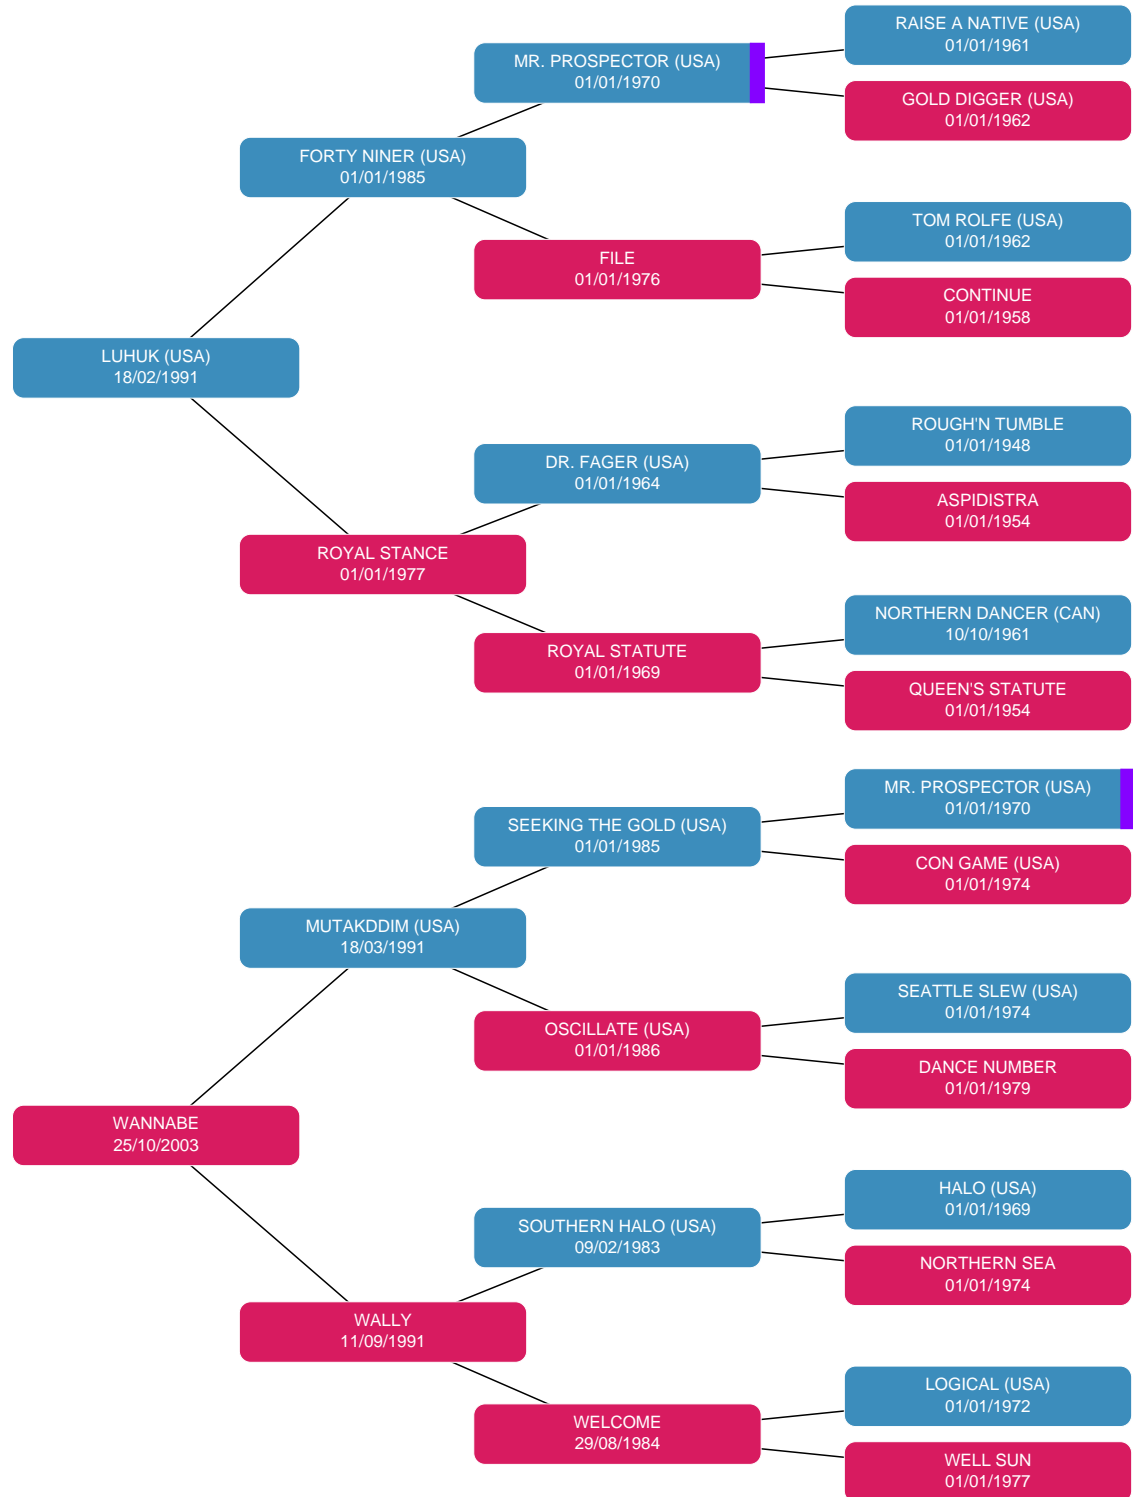 RAISE A NATIVE (USA)
01/01/1961
MR. PROSPECTOR (USA)
01/01/1970
GOLD DIGGER (USA)
01/01/1962
FORTY NINER (USA)
01/01/1985
TOM ROLFE (USA)
01/01/1962
FILE
01/01/1976
CONTINUE
01/01/1958
LUHUK (USA)
18/02/1991
ROUGH'N TUMBLE
01/01/1948
DR. FAGER (USA)
01/01/1964
ASPIDISTRA
01/01/1954
ROYAL STANCE
01/01/1977
NORTHERN DANCER (CAN)
10/10/1961
ROYAL STATUTE
01/01/1969
QUEEN'S STATUTE
01/01/1954
MR. PROSPECTOR (USA)
01/01/1970
SEEKING THE GOLD (USA)
01/01/1985
CON GAME (USA)
01/01/1974
MUTAKDDIM (USA)
18/03/1991
SEATTLE SLEW (USA)
01/01/1974
OSCILLATE (USA)
01/01/1986
DANCE NUMBER
01/01/1979
WANNABE
25/10/2003
HALO (USA)
01/01/1969
SOUTHERN HALO (USA)
09/02/1983
NORTHERN SEA
01/01/1974
WALLY
11/09/1991
LOGICAL (USA)
01/01/1972
WELCOME
29/08/1984
WELL SUN
01/01/1977